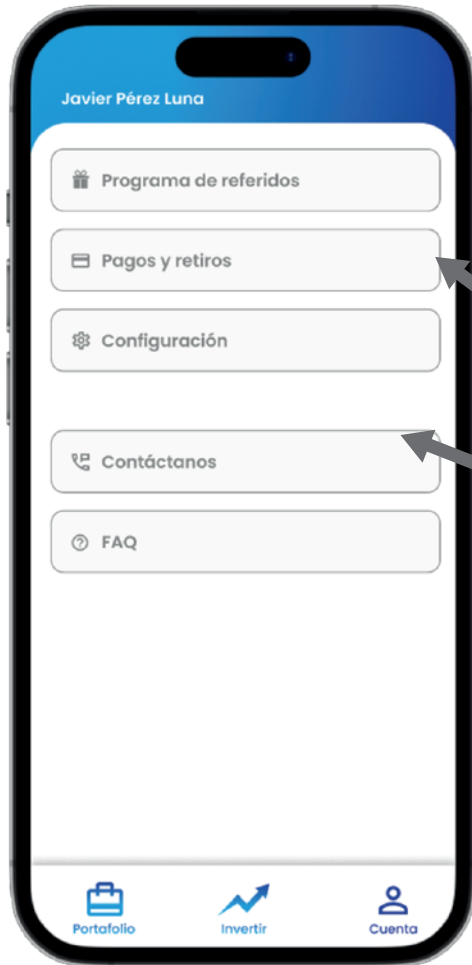 Javier Pérez Luna
Programa de referidos
Pagos y retiros
Configuración
Contáctanos
FAQ
Portafolio
Invertir
Cuenta